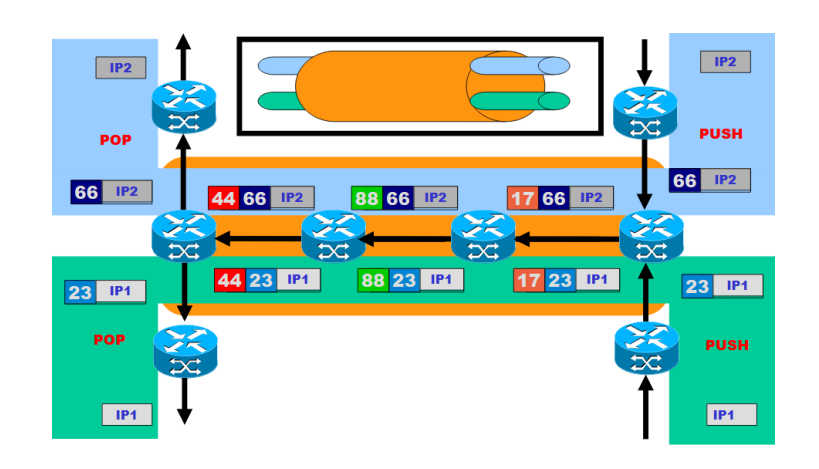 IP2
IP2
POP
PUSH
66 IP2
44 66 IP2
88 66 IP2
17 66 IP2
66 IP2
23 IP1
44 23 IP1
88 23 IP1
17 23 IP1
23 IP1
POP
PUSH
IP1
IP1